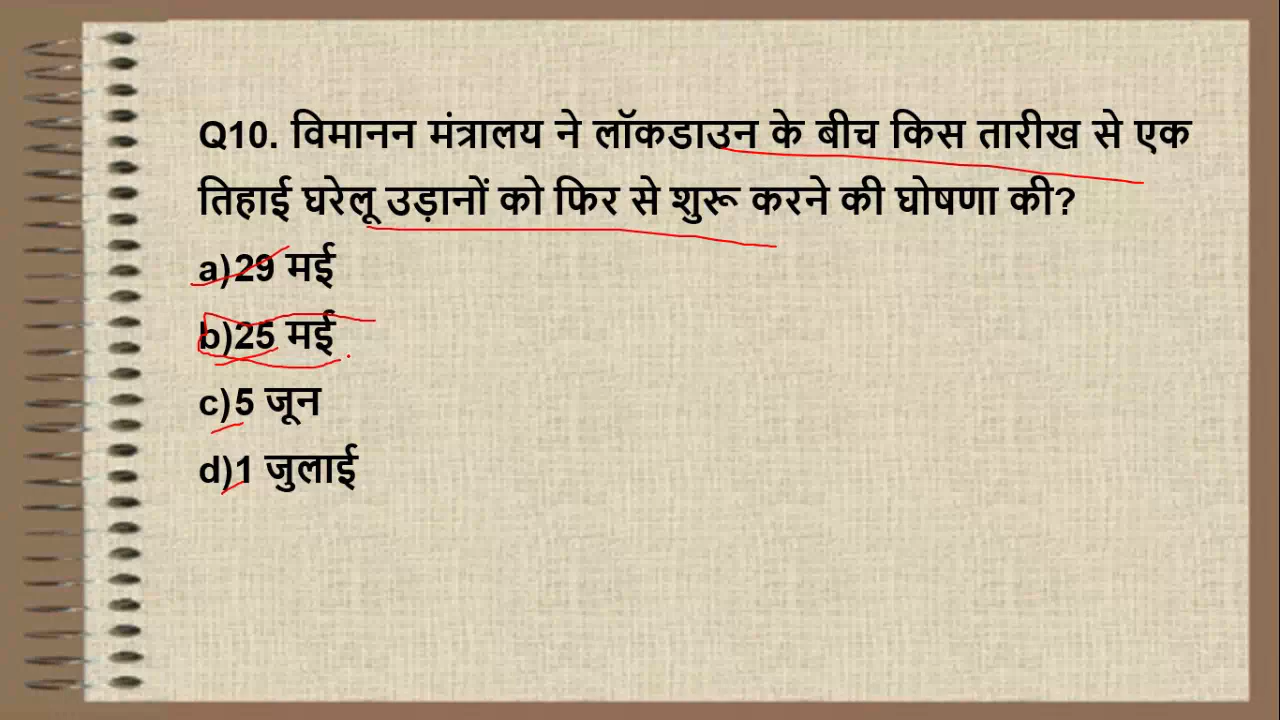 Q10. विमानन मंत्रालय ने लॉकडाउन के बीच किस तारीख से एक
तिहाई घरेलू उड़ानों को फिर से शुरू करने की घोषणा की?
a)29 मई
b)25 मई
c)5 जून
d)1 जुलाई